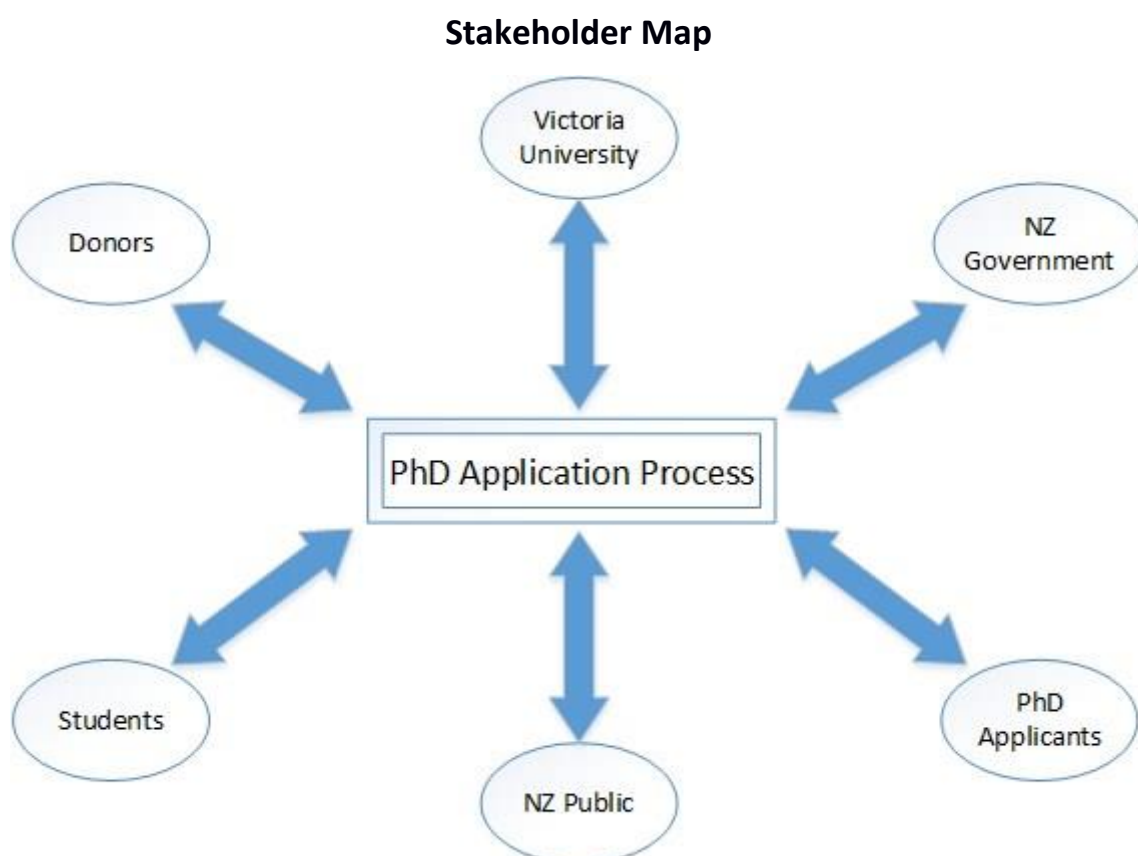 Stakeholder Map
Victoria
University
Donors
NZ
Government
PhD Application Process
Students
PhD
Applicants
NZ Public